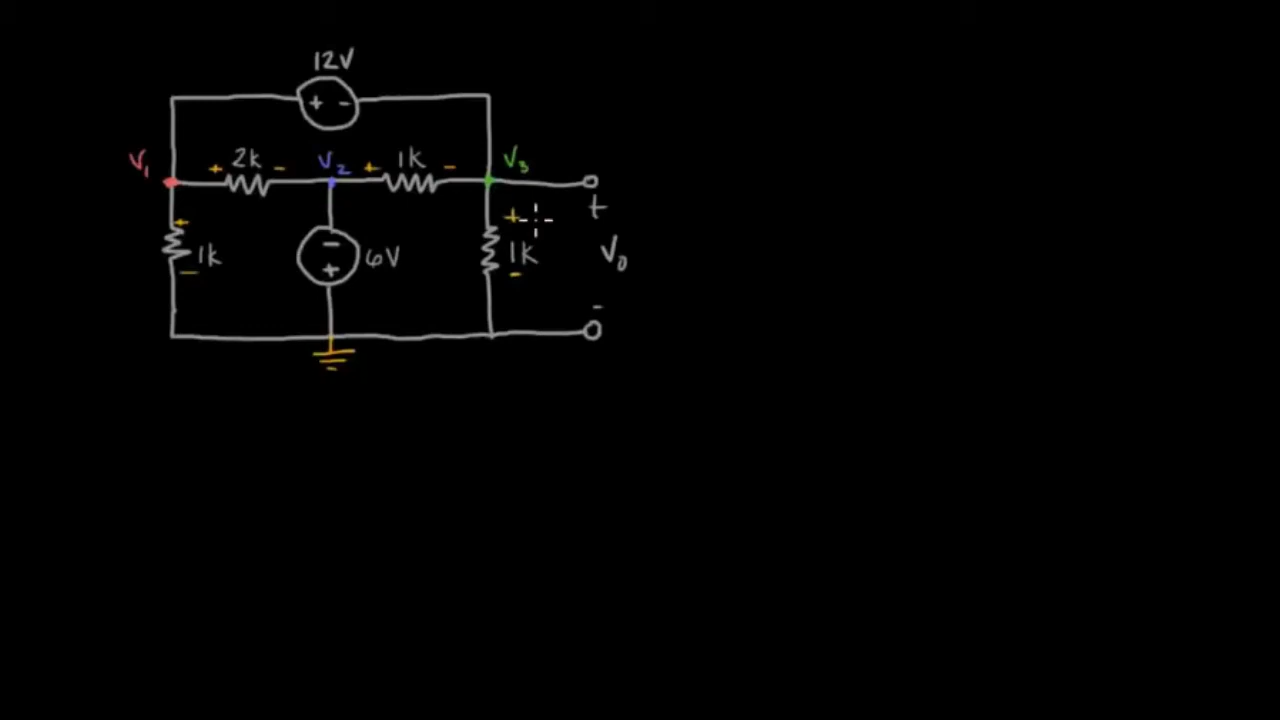 12V
+ -
V₁ + 2k - V₂ + 1k - V₃
+ 1k -
- + 6V
+ 1k -
+ V₀ -